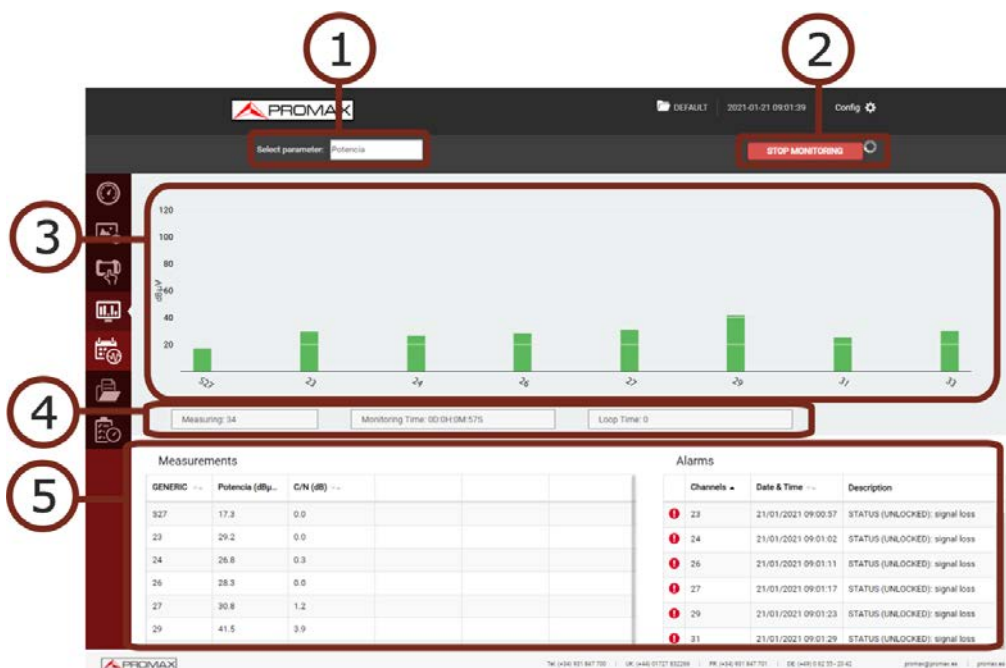 1
2
PROMAX
DEFAULT 2021-01-21 09:01:39 Config
Select parameter: Potencia
STOP MONITORING
3
120
100
80
60
40
20
dBµV
S27 23 24 26 27 29 31 33
4
Measuring: 34 Monitoring Time: 0D:0H:0M:57S Loop Time: 0
5
Measurements
GENERIC Potencia (dBµ... C/N (dB)
S27 17.3 0.0
23 29.2 0.0
24 26.8 0.3
26 28.3 0.0
27 30.8 1.2
29 41.5 3.9
Alarms
Channels Date & Time Description
23 21/01/2021 09:00:57 STATUS (UNLOCKED): signal loss
24 21/01/2021 09:01:02 STATUS (UNLOCKED): signal loss
26 21/01/2021 09:01:11 STATUS (UNLOCKED): signal loss
27 21/01/2021 09:01:17 STATUS (UNLOCKED): signal loss
29 21/01/2021 09:01:23 STATUS (UNLOCKED): signal loss
31 21/01/2021 09:01:29 STATUS (UNLOCKED): signal loss
PROMAX
promax@promax.es